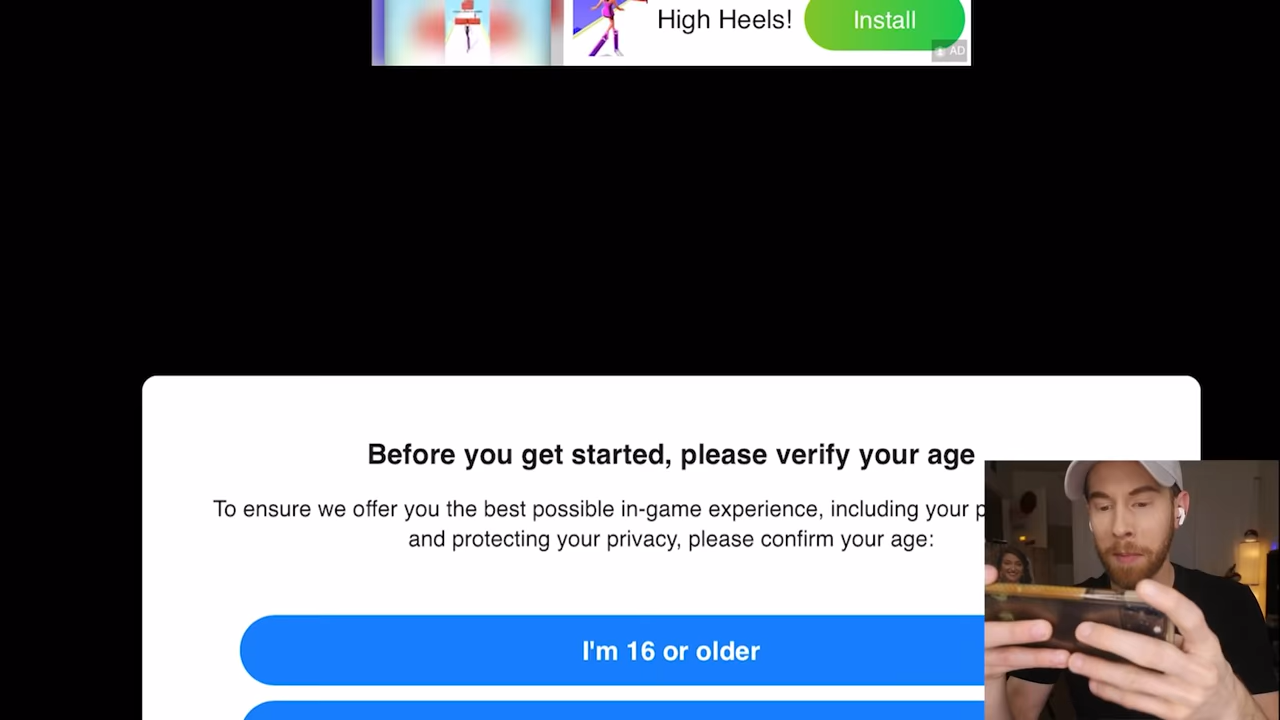 High Heels!
Install
AD
Before you get started, please verify your age
To ensure we offer you the best possible in-game experience, including your
and protecting your privacy, please confirm your age:
I'm 16 or older